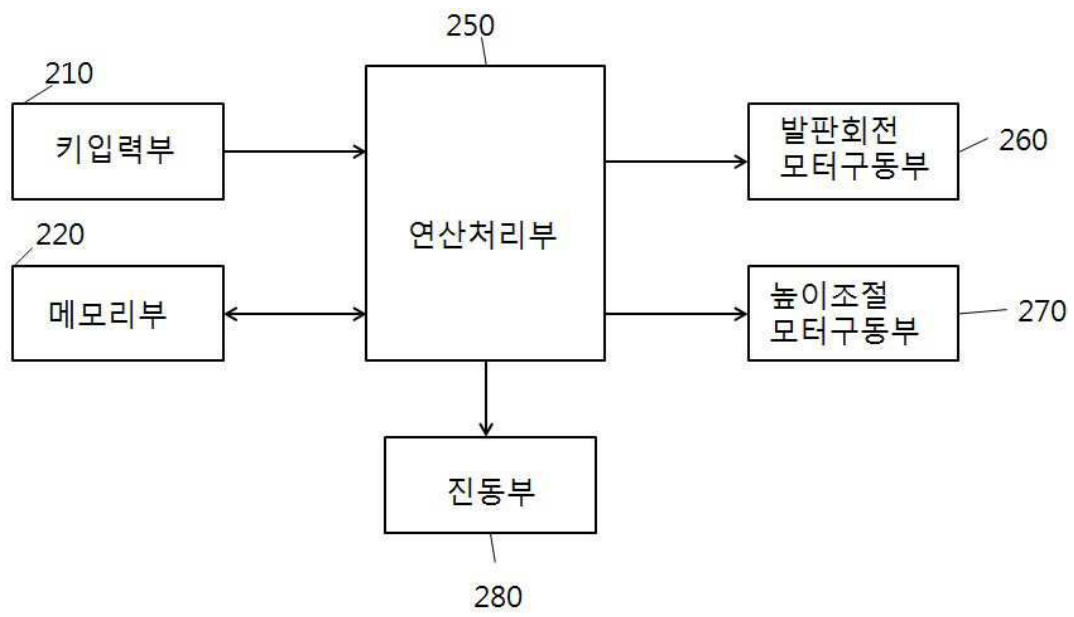 250
210
키입력부
발판회전
모터구동부
260
220
연산처리부
메모리부
높이조절
모터구동부
270
진동부
280